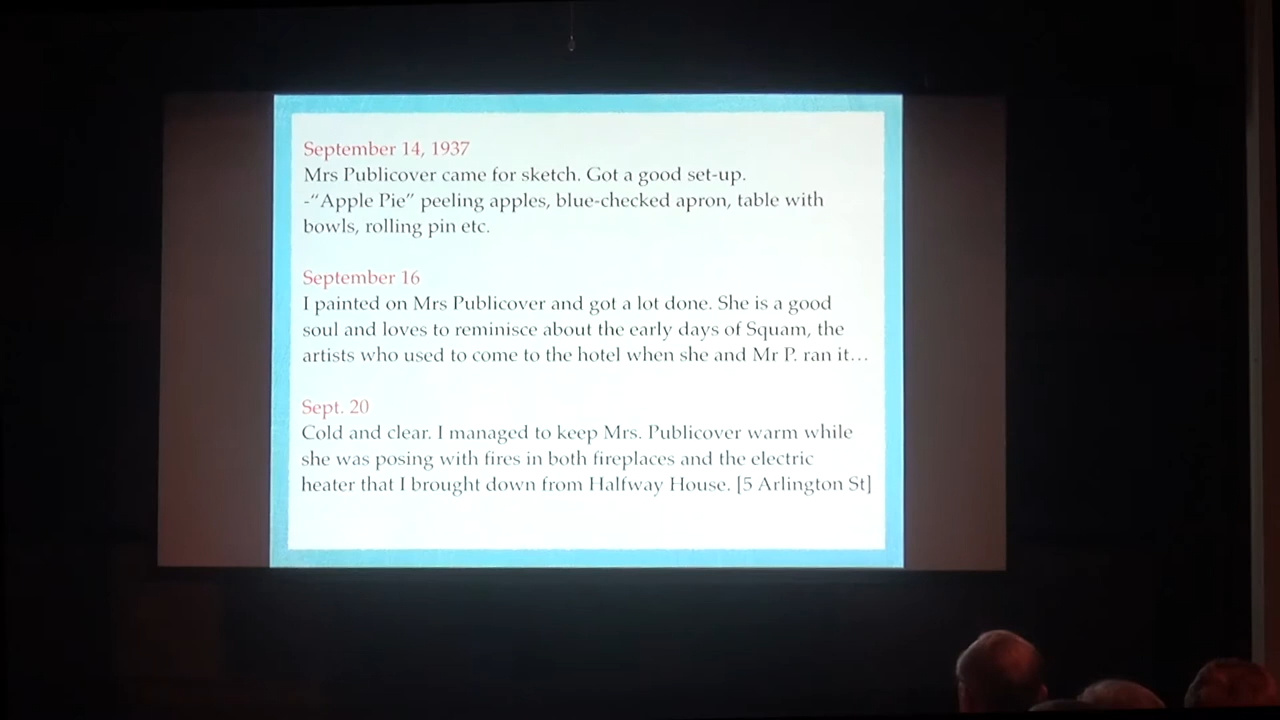 September 14, 1937
Mrs Publicover came for sketch. Got a good set-up.
-“Apple Pie” peeling apples, blue-checked apron, table with
bowls, rolling pin etc.
September 16
I painted on Mrs Publicover and got a lot done. She is a good
soul and loves to reminisce about the early days of Squam, the
artists who used to come to the hotel when she and Mr P. ran it…
Sept. 20
Cold and clear. I managed to keep Mrs. Publicover warm while
she was posing with fires in both fireplaces and the electric
heater that I brought down from Halfway House. [5 Arlington St]